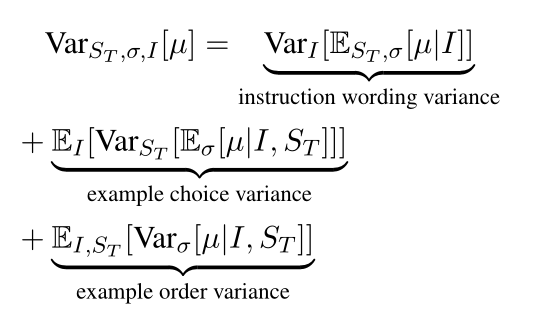 Var_{S_T,σ,I}[μ] = Var_I[𝔼_{S_T,σ}[μ|I]]
instruction wording variance
+ 𝔼_I[Var_{S_T}[𝔼_σ[μ|I, S_T]]]
example choice variance
+ 𝔼_{I,S_T}[Var_σ[μ|I, S_T]]
example order variance